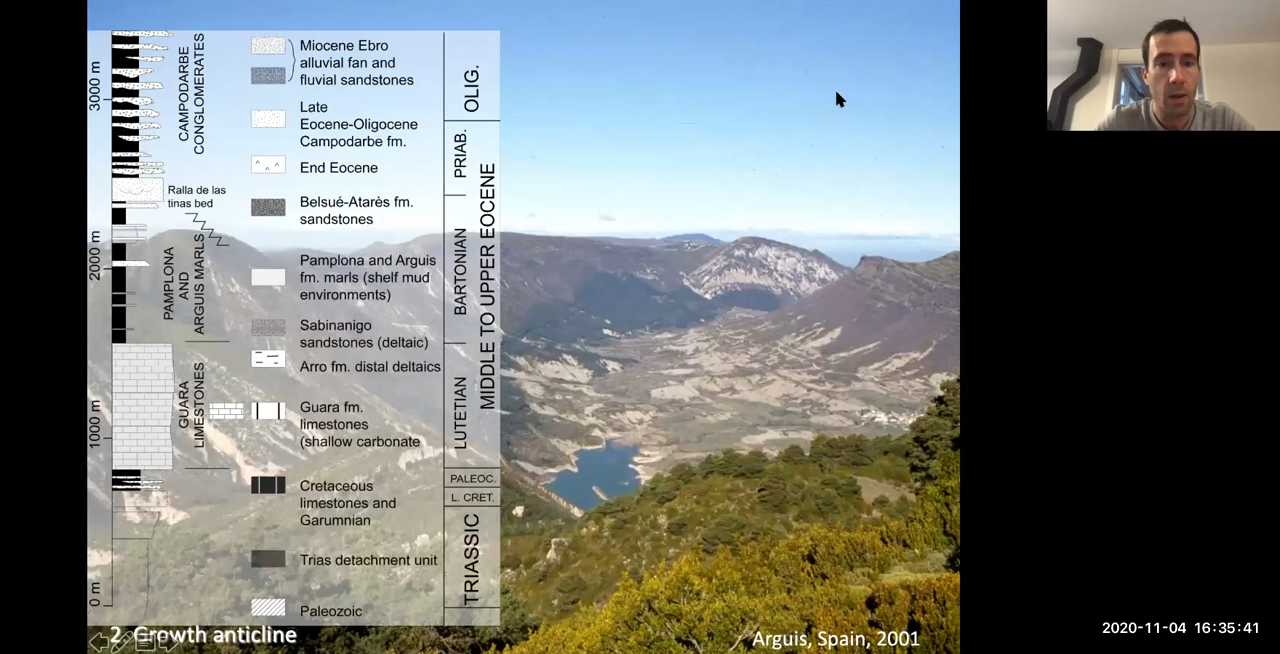 3000 m
2000 m
1000 m
0 m
CAMPODARBE
CONGLOMERATES
Ralla de las
tinas bed
PAMPLONA
AND
ARGUIS MARLS
GUARA
LIMESTONES
Miocene Ebro
alluvial fan and
fluvial sandstones
Late
Eocene-Oligocene
Campodarbe fm.
End Eocene
Belsué-Atarès fm.
sandstones
Pamplona and Arguis
fm. marls (shelf mud
environments)
Sabinanigo
sandstones (deltaic)
Arro fm. distal deltaics
Guara fm.
limestones
(shallow carbonate
Cretaceous
limestones and
Garumnian
Trias detachment unit
Paleozoic
OLIG.
PRIAB.
BARTONIAN
LUTETIAN
MIDDLE TO UPPER EOCENE
PALEOC.
L. CRET.
TRIASSIC
2. Growth anticline
Arguis, Spain, 2001
2020-11-04 16:35:41